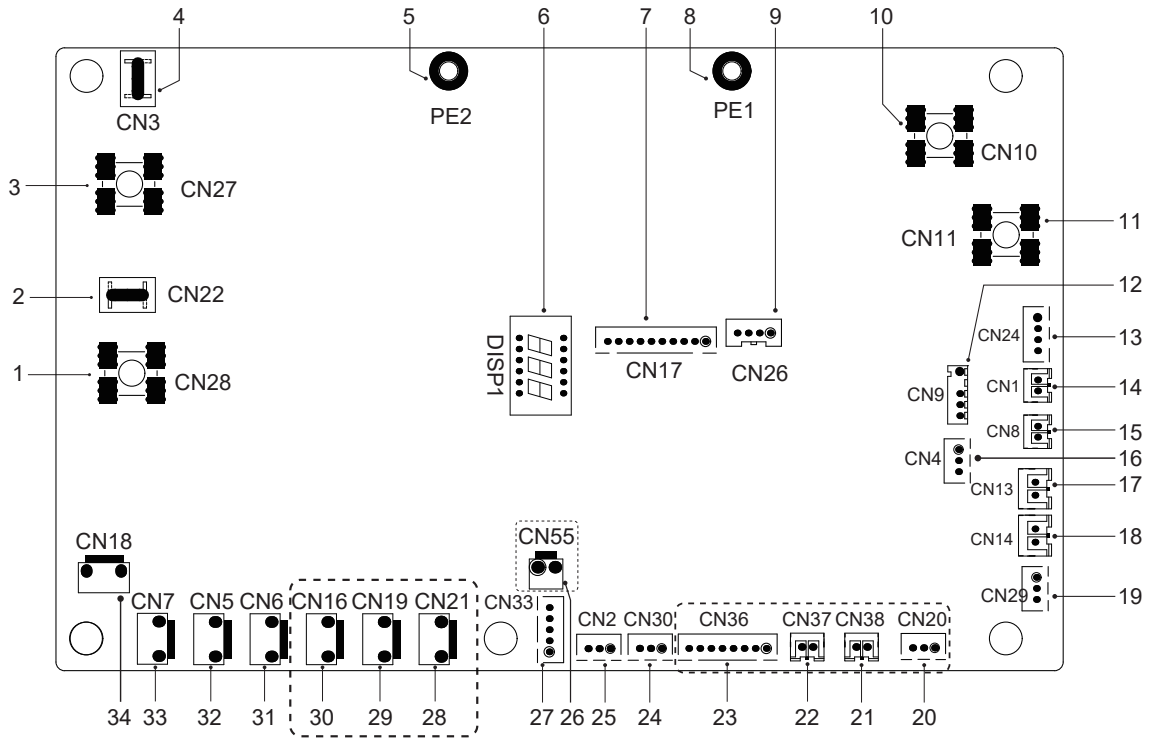 4 5 6 7 8 9
10
CN3
PE2
PE1
CN10
3
CN27
CN11
11
2
CN22
12
DISP1
CN24
13
1
CN28
CN17
CN26
CN9
CN1
14
CN8
15
CN4
16
CN13
17
CN18
CN55
CN14
18
CN7 CN5 CN6 CN16 CN19 CN21
CN33
CN2 CN30 CN36 CN37 CN38 CN20
CN29
19
34 33 32 31 30 29 28 27 26 25 24 23 22 21 20